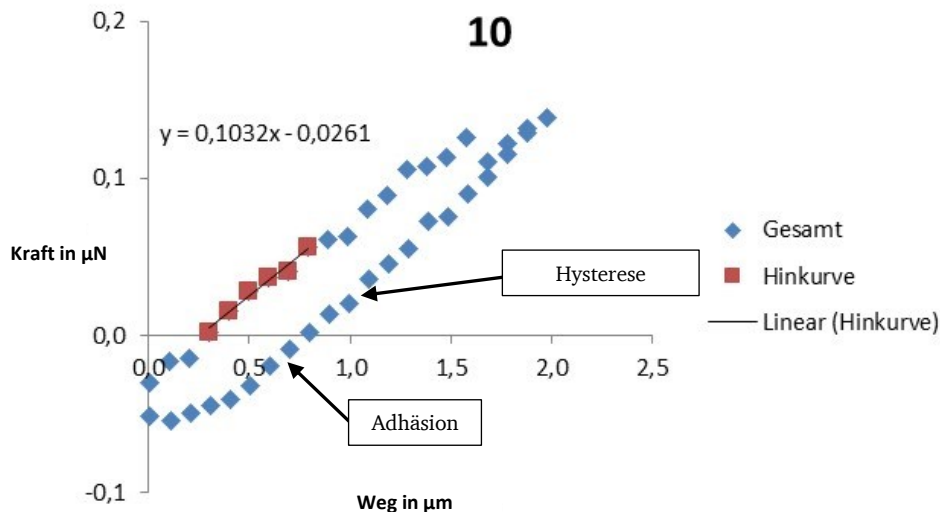 0,2
10
y = 0,1032x - 0,0261
0,1
Kraft in µN
Gesamt
Hysterese
Hinkurve
Linear (Hinkurve)
0,0
0,0 0,5 1,0 1,5 2,0 2,5
Adhäsion
-0,1
Weg in µm